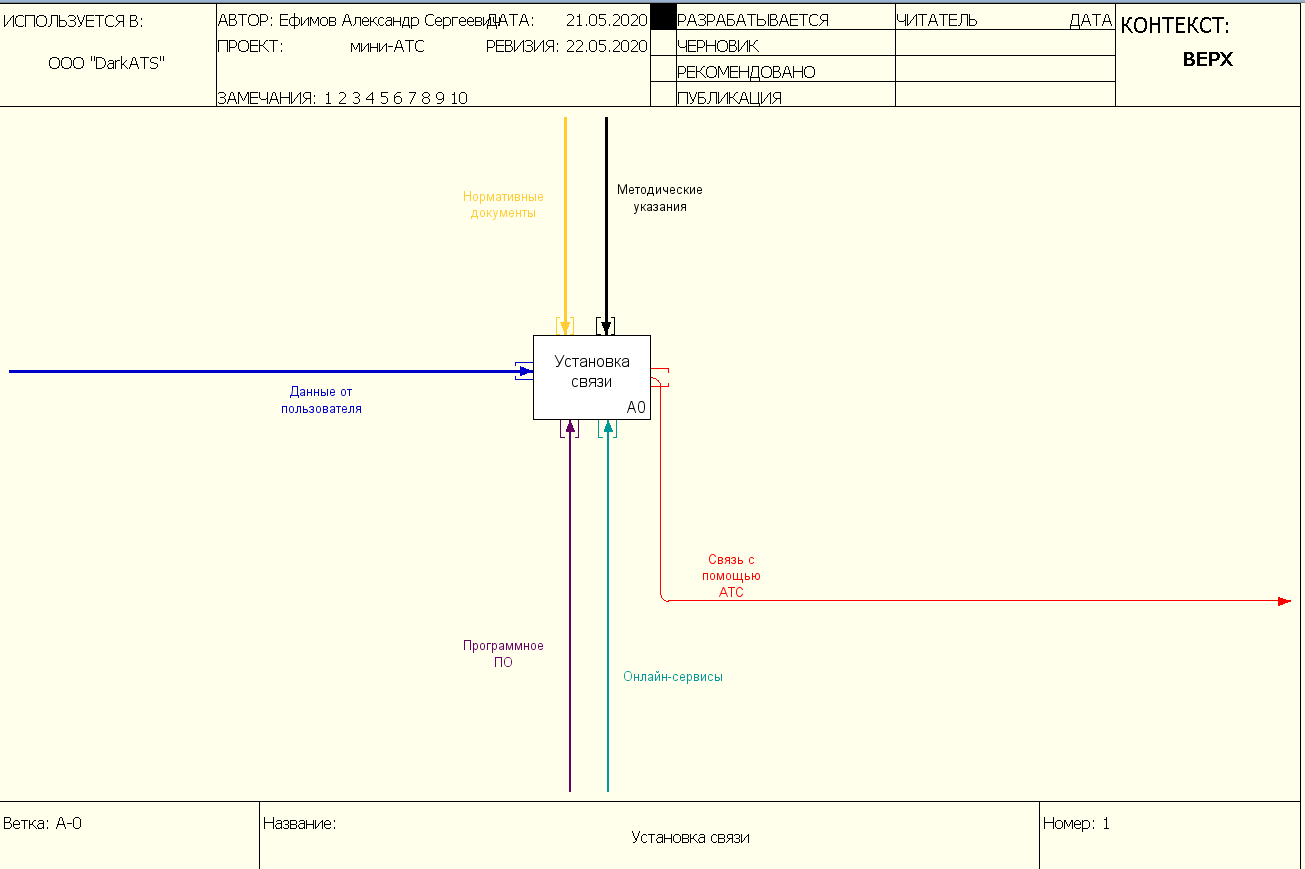 ИСПОЛЬЗУЕТСЯ В:
ООО "DarkATS"
АВТОР: Ефимов Александр Сергеевич
ДАТА: 21.05.2020
ПРОЕКТ: мини-АТС
РЕВИЗИЯ: 22.05.2020
ЗАМЕЧАНИЯ: 1 2 3 4 5 6 7 8 9 10
РАЗРАБАТЫВАЕТСЯ
ЧЕРНОВИК
РЕКОМЕНДОВАНО
ПУБЛИКАЦИЯ
ЧИТАТЕЛЬ ДАТА
КОНТЕКСТ:
ВЕРХ
Нормативные
документы
Методические
указания
Установка
связи
A0
Данные от
пользователя
Связь с
помощью
АТС
Программное
ПО
Онлайн-сервисы
Ветка: A-0
Название:
Установка связи
Номер: 1